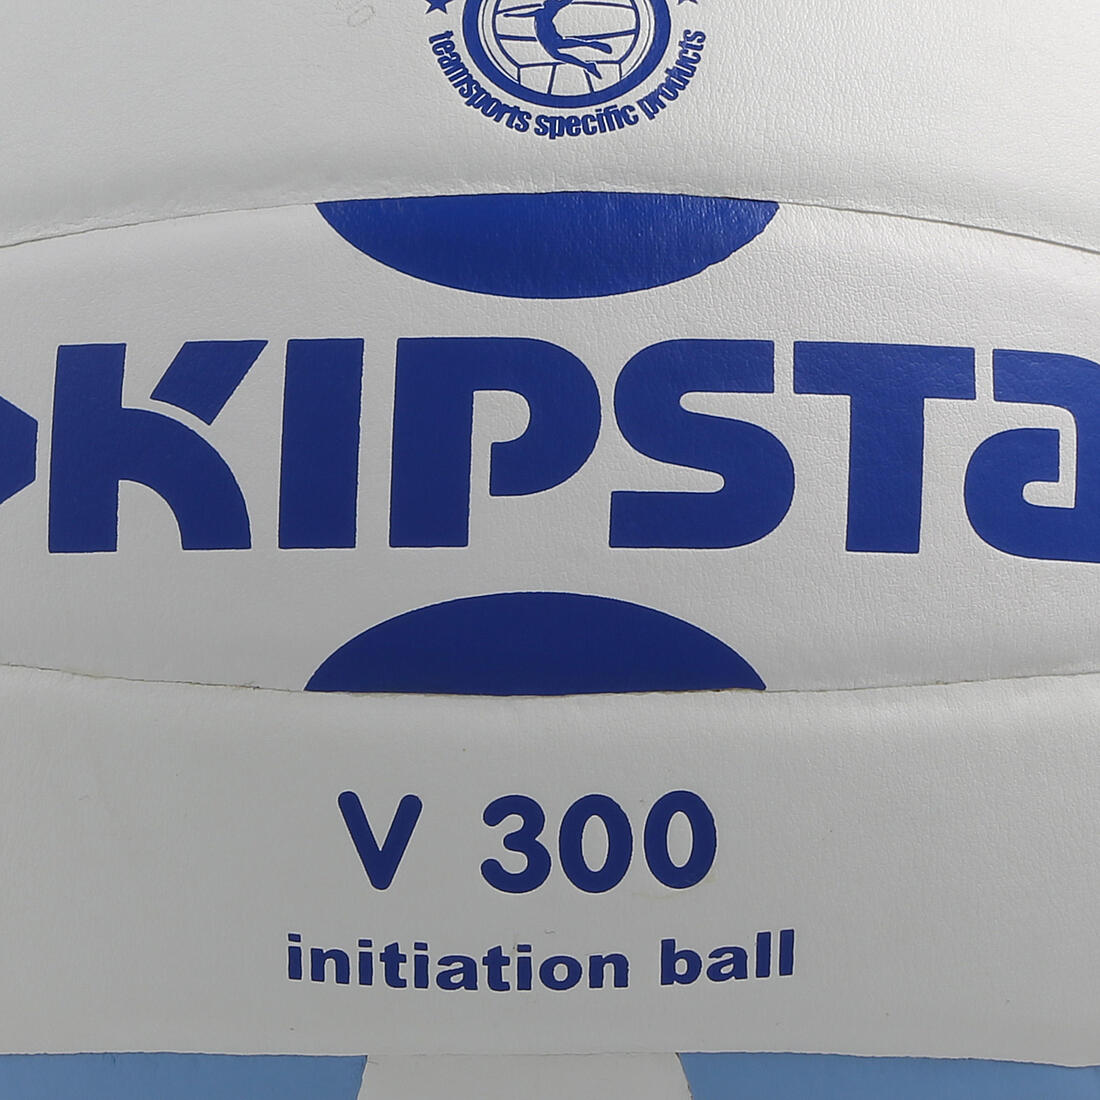 teamsports specific products
KIPSTA
V 300
initiation ball